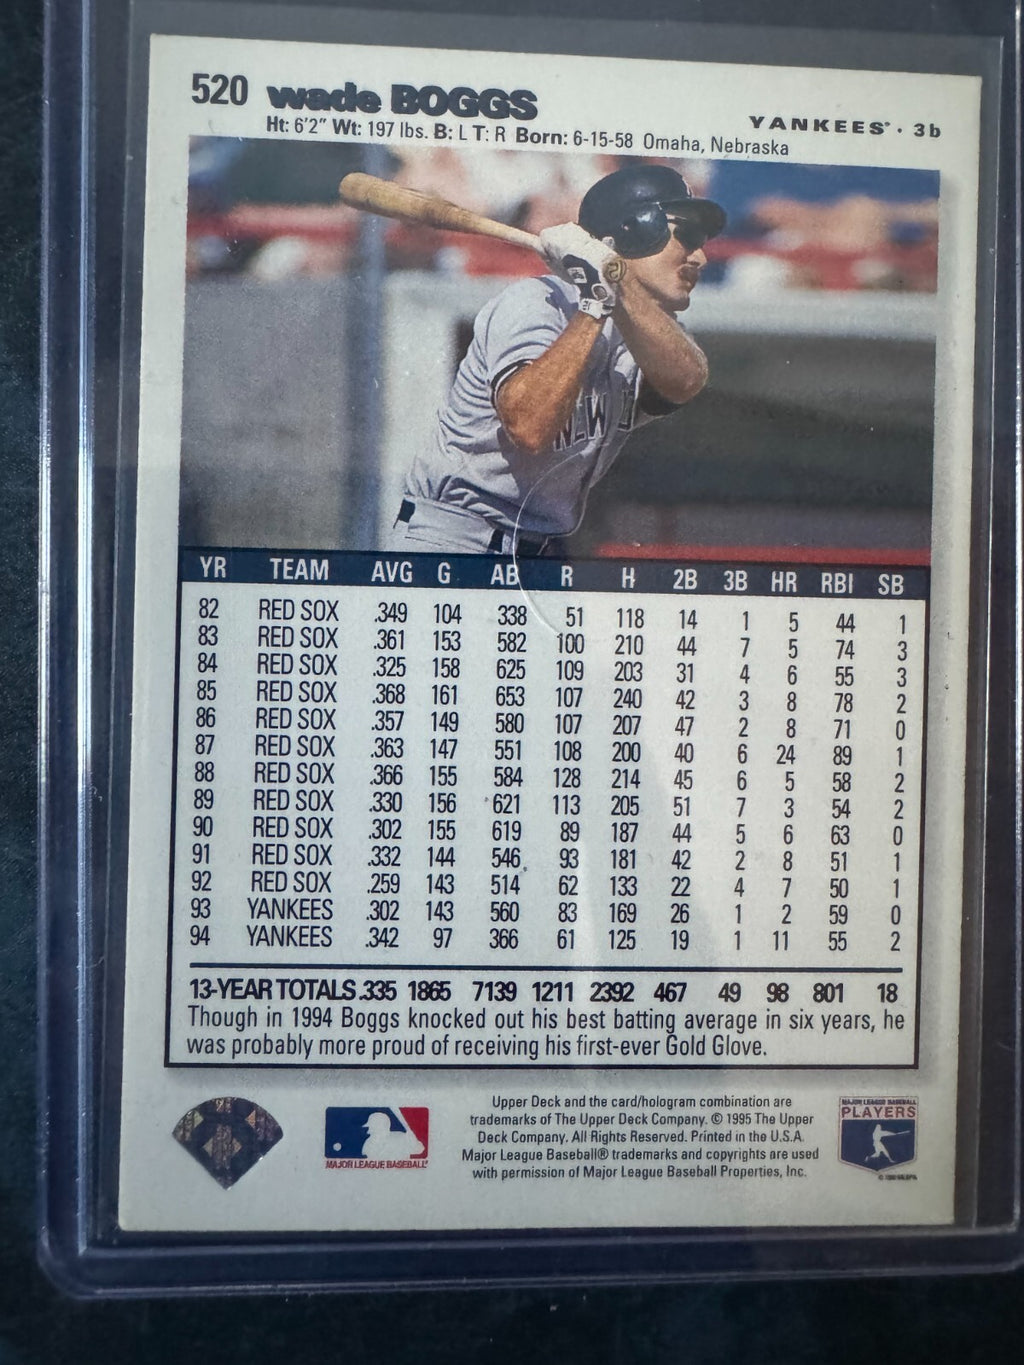 520 wade BOGGS
YANKEES • 3b
Ht: 6'2" Wt: 197 lbs. B: L T: R Born: 6-15-58 Omaha, Nebraska
NEW
YR TEAM AVG G AB R H 2B 3B HR RBI SB
82 RED SOX .349 104 338 51 118 14 1 5 44 1
83 RED SOX .361 153 582 100 210 44 7 5 74 3
84 RED SOX .325 158 625 109 203 31 4 6 55 3
85 RED SOX .368 161 653 107 240 42 3 8 78 2
86 RED SOX .357 149 580 107 207 47 2 8 71 0
87 RED SOX .363 147 551 108 200 40 6 24 89 1
88 RED SOX .366 155 584 128 214 45 6 5 58 2
89 RED SOX .330 156 621 113 205 51 7 3 54 2
90 RED SOX .302 155 619 89 187 44 5 6 63 0
91 RED SOX .332 144 546 93 181 42 2 8 51 1
92 RED SOX .259 143 514 62 133 22 4 7 50 1
93 YANKEES .302 143 560 83 169 26 1 2 59 0
94 YANKEES .342 97 366 61 125 19 1 11 55 2
13-YEAR TOTALS .335 1865 7139 1211 2392 467 49 98 801 18
Though in 1994 Boggs knocked out his best batting average in six years, he
was probably more proud of receiving his first-ever Gold Glove.
MAJOR LEAGUE BASEBALL
Upper Deck and the card/hologram combination are
trademarks of The Upper Deck Company. © 1995 The Upper
Deck Company. All Rights Reserved. Printed in the U.S.A.
Major League Baseball® trademarks and copyrights are used
with permission of Major League Baseball Properties, Inc.
MAJOR LEAGUE BASEBALL
PLAYERS